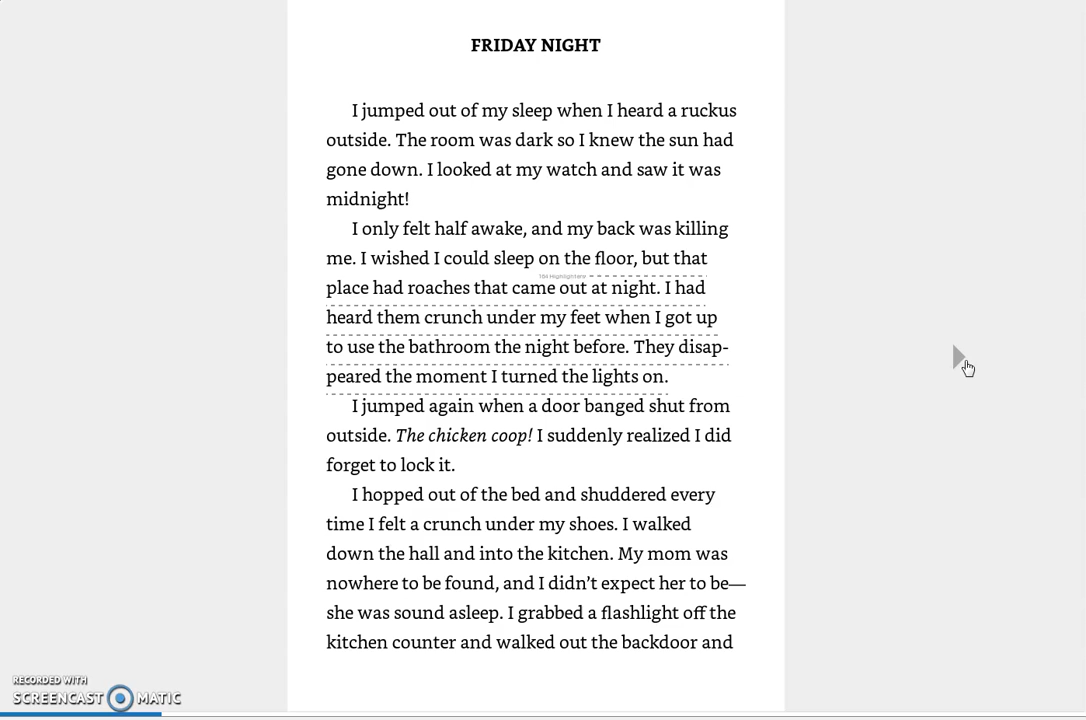 FRIDAY NIGHT
I jumped out of my sleep when I heard a ruckus
outside. The room was dark so I knew the sun had
gone down. I looked at my watch and saw it was
midnight!
I only felt half awake, and my back was killing
me. I wished I could sleep on the floor, but that
184 Highlighters
place had roaches that came out at night. I had
heard them crunch under my feet when I got up
to use the bathroom the night before. They disap-
peared the moment I turned the lights on.
I jumped again when a door banged shut from
outside. The chicken coop! I suddenly realized I did
forget to lock it.
I hopped out of the bed and shuddered every
time I felt a crunch under my shoes. I walked
down the hall and into the kitchen. My mom was
nowhere to be found, and I didn’t expect her to be—
she was sound asleep. I grabbed a flashlight off the
kitchen counter and walked out the backdoor and
RECORDED WITH
SCREENCAST MATIC